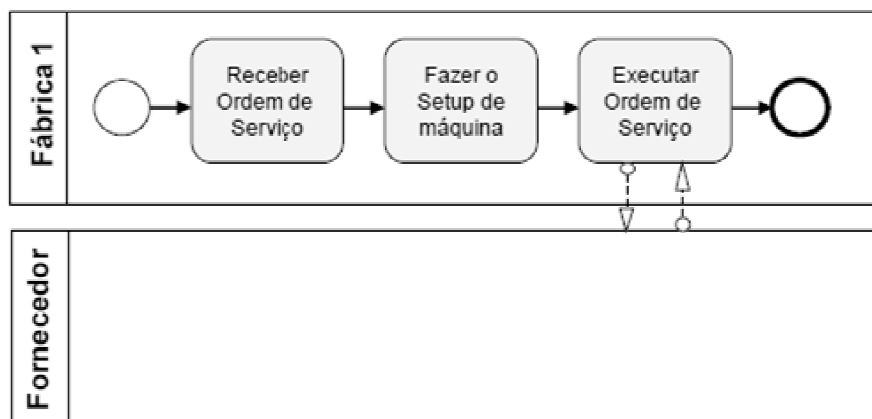 Fábrica 1
Receber
Ordem de
Serviço
Fazer o
Setup de
máquina
Executar
Ordem de
Serviço
Fornecedor